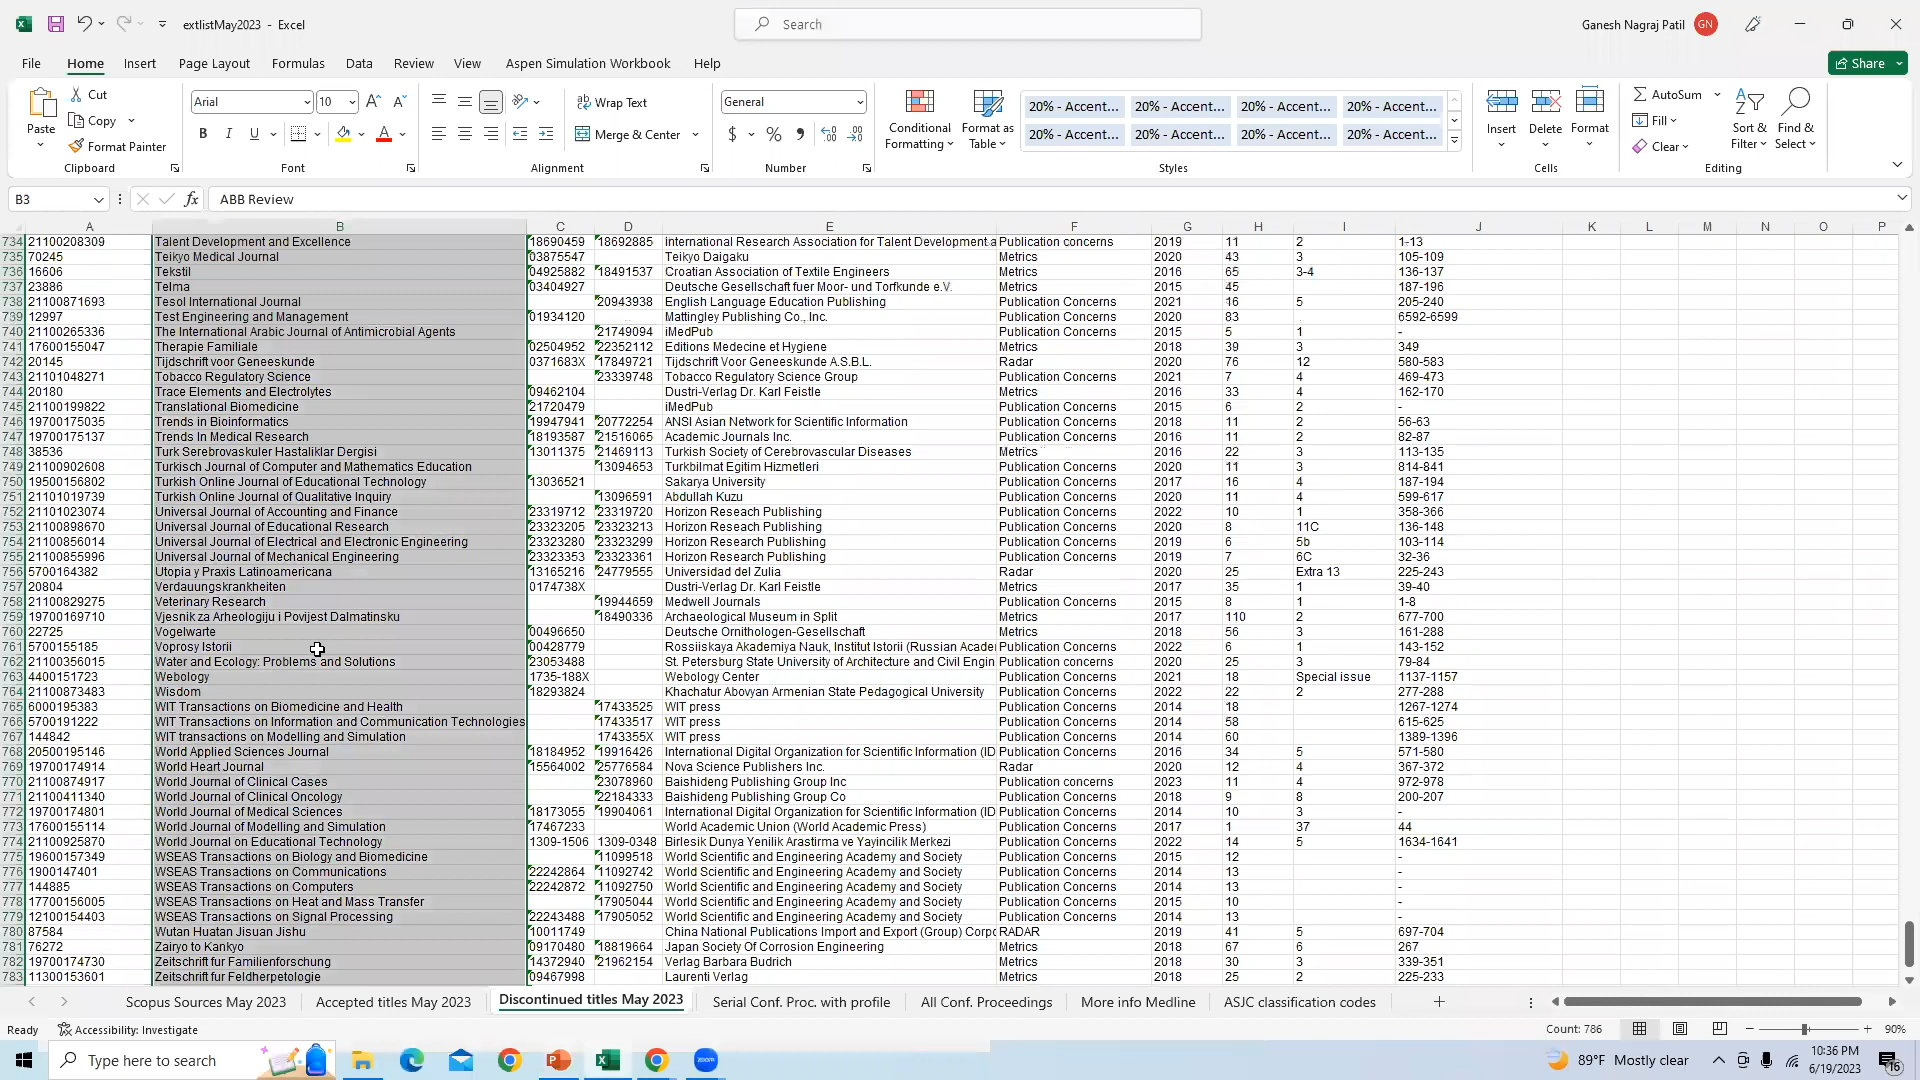 extlistMay2023 - Excel
Search
Ganesh Nagraj Patil GN
File Home Insert Page Layout Formulas Data Review View Aspen Simulation Workbook Help
Share
Paste
Cut
Copy
Format Painter
Clipboard
Arial 10
B I U
Font
Wrap Text
Merge & Center
Alignment
General
$ % ,
Number
Conditional Formatting
Format as Table
20% - Accent... 20% - Accent... 20% - Accent... 20% - Accent...
20% - Accent... 20% - Accent... 20% - Accent... 20% - Accent...
Styles
Insert Delete Format
Cells
AutoSum
Fill
Clear
Sort & Filter
Find & Select
Editing
B3 fx ABB Review
A B C D E F G H I J K L M N O P
734 21100208309 Talent Development and Excellence 18690459 18692885 International Research Association for Talent Development a Publication concerns 2019 11 2 1-13
735 70245 Teikyo Medical Journal 03875547 Teikyo Daigaku Metrics 2020 43 3 105-109
736 16606 Tekstil 04925882 18491537 Croatian Association of Textile Engineers Metrics 2016 65 3-4 136-137
737 23886 Telma 03404927 Deutsche Gesellschaft fuer Moor- und Torfkunde e.V. Metrics 2015 45 187-196
738 21100871693 Tesol International Journal 20943938 English Language Education Publishing Publication Concerns 2021 16 5 205-240
739 12997 Test Engineering and Management 01934120 Mattingley Publishing Co., Inc. Publication Concerns 2020 83 6592-6599
740 21100265336 The International Arabic Journal of Antimicrobial Agents 21749094 iMedPub Publication Concerns 2015 5 1 -
741 17600155047 Therapie Familiale 02504952 22352112 Editions Medecine et Hygiene Metrics 2018 39 3 349
742 20145 Tijdschrift voor Geneeskunde 0371683X 17849721 Tijdschrift Voor Geneeskunde A.S.B.L. Radar 2020 76 12 580-583
743 21101048271 Tobacco Regulatory Science 23339748 Tobacco Regulatory Science Group Publication Concerns 2021 7 4 469-473
744 20180 Trace Elements and Electrolytes 09462104 Dustri-Verlag Dr. Karl Feistle Metrics 2016 33 4 162-170
745 21100199822 Translational Biomedicine 21720479 iMedPub Publication Concerns 2015 6 2 -
746 19700175035 Trends in Bioinformatics 19947941 20772254 ANSI Asian Network for Scientific Information Publication Concerns 2018 11 2 56-63
747 19700175137 Trends In Medical Research 18193587 21516065 Academic Journals Inc. Publication Concerns 2016 11 2 82-87
748 38536 Turk Serebrovaskuler Hastaliklar Dergisi 13011375 21469113 Turkish Society of Cerebrovascular Diseases Metrics 2016 22 3 113-135
749 21100902608 Turkisch Journal of Computer and Mathematics Education 13094653 Turkbilmat Egitim Hizmetleri Publication Concerns 2020 11 3 814-841
750 19500156802 Turkish Online Journal of Educational Technology 13036521 Sakarya University Publication Concerns 2017 16 4 187-194
751 21101019739 Turkish Online Journal of Qualitative Inquiry 13096591 Abdullah Kuzu Publication Concerns 2020 11 4 599-617
752 21101023074 Universal Journal of Accounting and Finance 23319712 23319720 Horizon Reseach Publishing Publication Concerns 2022 10 1 358-366
753 21100898670 Universal Journal of Educational Research 23323205 23323213 Horizon Reseach Publishing Publication Concerns 2020 8 11C 136-148
754 21100856014 Universal Journal of Electrical and Electronic Engineering 23323280 23323299 Horizon Research Publishing Publication Concerns 2019 6 5b 103-114
755 21100855996 Universal Journal of Mechanical Engineering 23323353 23323361 Horizon Research Publishing Publication Concerns 2019 7 6C 32-36
756 5700164382 Utopia y Praxis Latinoamericana 13165216 24779555 Universidad del Zulia Radar 2020 25 Extra 13 225-243
757 20804 Verdauungskrankheiten 0174738X Dustri-Verlag Dr. Karl Feistle Metrics 2017 35 1 39-40
758 21100829275 Veterinary Research 19944659 Medwell Journals Publication Concerns 2015 8 1 1-8
759 19700169710 Vjesnik za Arheologiju i Povijest Dalmatinsku 18490336 Archaeological Museum in Split Metrics 2017 110 2 677-700
760 22725 Vogelwarte 00496650 Deutsche Ornithologen-Gesellschaft Metrics 2018 56 3 161-288
761 5700155185 Voprosy Istorii 00428779 Rossiiskaya Akademiya Nauk, Institut Istorii (Russian Acade Publication Concerns 2022 6 1 143-152
762 21100356015 Water and Ecology: Problems and Solutions 23053488 St. Petersburg State University of Architecture and Civil Engin Publication concerns 2020 25 3 79-84
763 4400151723 Webology 1735-188X Webology Center Publication Concerns 2021 18 Special issue 1137-1157
764 21100873483 Wisdom 18293824 Khachatur Abovyan Armenian State Pedagogical University Publication Concerns 2022 22 2 277-288
765 6000195383 WIT Transactions on Biomedicine and Health 17433525 WIT press Publication Concerns 2014 18 1267-1274
766 5700191222 WIT Transactions on Information and Communication Technologies 17433517 WIT press Publication Concerns 2014 58 615-625
767 144842 WIT transactions on Modelling and Simulation 1743355X WIT press Publication Concerns 2014 60 1389-1396
768 20500195146 World Applied Sciences Journal 18184952 19916426 International Digital Organization for Scientific Information (ID Publication Concerns 2016 34 5 571-580
769 19700174914 World Heart Journal 15564002 25776584 Nova Science Publishers Inc. Radar 2020 12 4 367-372
770 21100874917 World Journal of Clinical Cases 23078960 Baishideng Publishing Group Inc Publication concerns 2023 11 4 972-978
771 21100411340 World Journal of Clinical Oncology 22184333 Baishideng Publishing Group Co Publication Concerns 2018 9 8 200-207
772 19700174801 World Journal of Medical Sciences 18173055 19904061 International Digital Organization for Scientific Information (ID Publication Concerns 2014 10 3 -
773 17600155114 World Journal of Modelling and Simulation 17467233 World Academic Union (World Academic Press) Publication Concerns 2017 1 37 44
774 21100925870 World Journal on Educational Technology 1309-1506 1309-0348 Birlesik Dunya Yenilik Arastirma ve Yayincilik Merkezi Publication Concerns 2022 14 5 1634-1641
775 19600157349 WSEAS Transactions on Biology and Biomedicine 11099518 World Scientific and Engineering Academy and Society Publication Concerns 2015 12 -
776 1900147401 WSEAS Transactions on Communications 22242864 11092742 World Scientific and Engineering Academy and Society Publication Concerns 2014 13 -
777 144885 WSEAS Transactions on Computers 22242872 11092750 World Scientific and Engineering Academy and Society Publication Concerns 2014 13 -
778 17700156005 WSEAS Transactions on Heat and Mass Transfer 17905044 World Scientific and Engineering Academy and Society Publication Concerns 2015 10 -
779 12100154403 WSEAS Transactions on Signal Processing 22243488 17905052 World Scientific and Engineering Academy and Society Publication Concerns 2014 13 -
780 87584 Wutan Huatan Jisuan Jishu 10011749 China National Publications Import and Export (Group) Corpo RADAR 2019 41 5 697-704
781 76272 Zairyo to Kankyo 09170480 18819664 Japan Society Of Corrosion Engineering Metrics 2018 67 6 267
782 19700174730 Zeitschrift fur Familienforschung 14372940 21962154 Verlag Barbara Budrich Metrics 2018 30 3 339-351
783 11300153601 Zeitschrift fur Feldherpetologie 09467998 Laurenti Verlag Metrics 2018 25 2 225-233
Scopus Sources May 2023 Accepted titles May 2023 Discontinued titles May 2023 Serial Conf. Proc. with profile All Conf. Proceedings More info Medline ASJC classification codes
Ready Accessibility: Investigate Count: 786 90%
Type here to search zoom 89°F Mostly clear 10:36 PM
6/19/2023 16